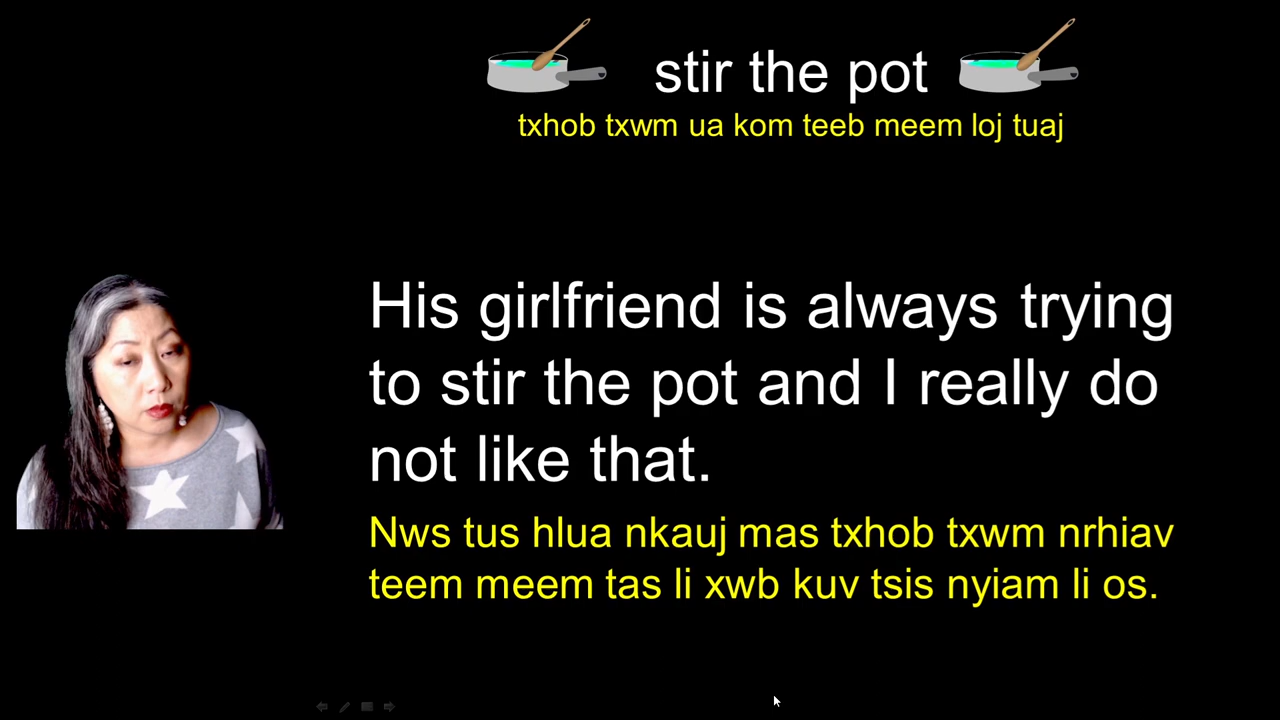 stir the pot
txhob txwm ua kom teeb meem loj tuaj
His girlfriend is always trying
to stir the pot and I really do
not like that.
Nws tus hlua nkauj mas txhob txwm nrhiav
teem meem tas li xwb kuv tsis nyiam li os.